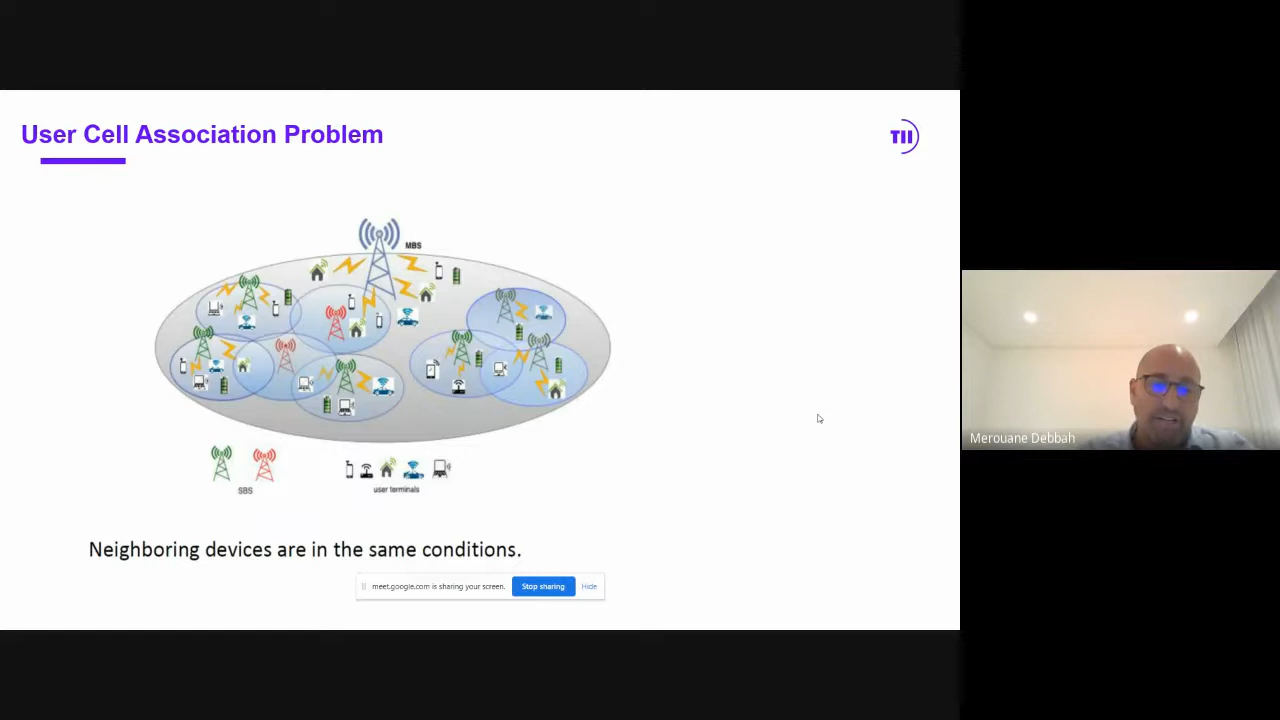 User Cell Association Problem
TII
MBS
SBS
user terminals
Neighboring devices are in the same conditions.
meet.google.com is sharing your screen.
Stop sharing
Hide
Merouane Debbah